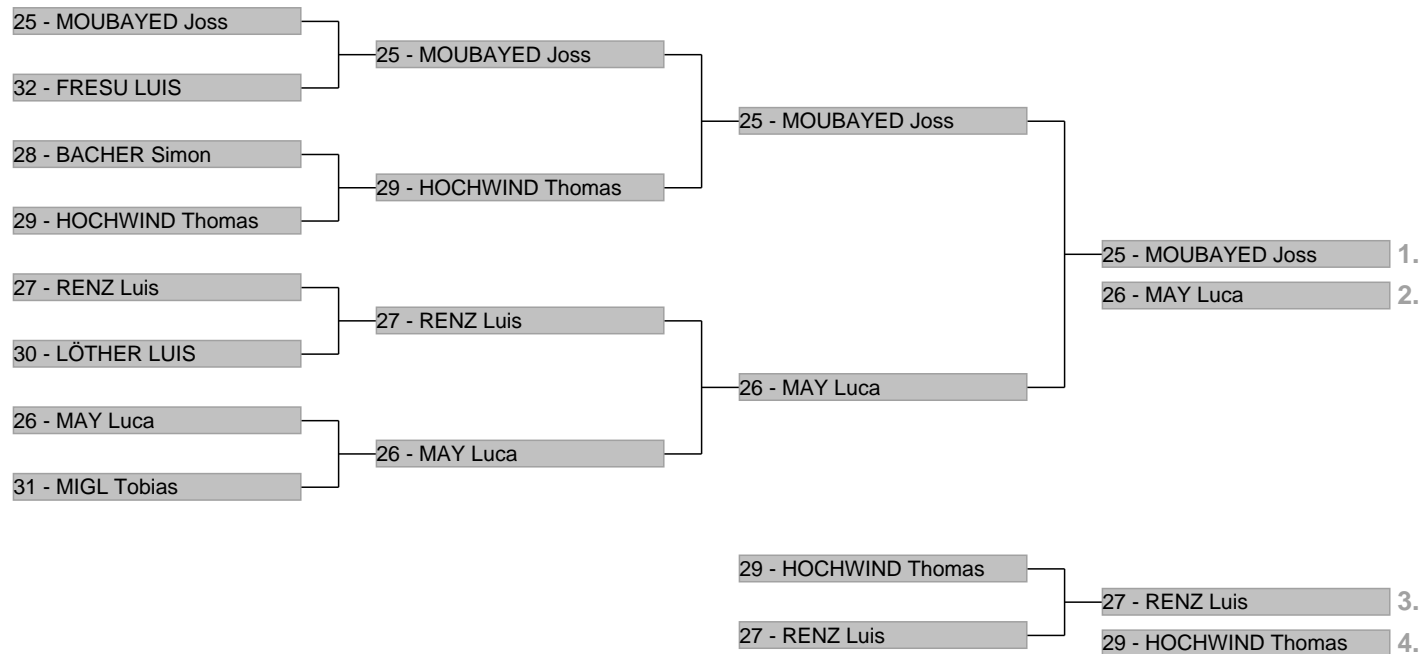 25 - MOUBAYED Joss
32 - FRESU LUIS
28 - BACHER Simon
29 - HOCHWIND Thomas
27 - RENZ Luis
30 - LÖTHER LUIS
26 - MAY Luca
31 - MIGL Tobias
25 - MOUBAYED Joss
29 - HOCHWIND Thomas
27 - RENZ Luis
26 - MAY Luca
25 - MOUBAYED Joss
26 - MAY Luca
25 - MOUBAYED Joss 1.
26 - MAY Luca 2.
29 - HOCHWIND Thomas
27 - RENZ Luis
27 - RENZ Luis 3.
29 - HOCHWIND Thomas 4.